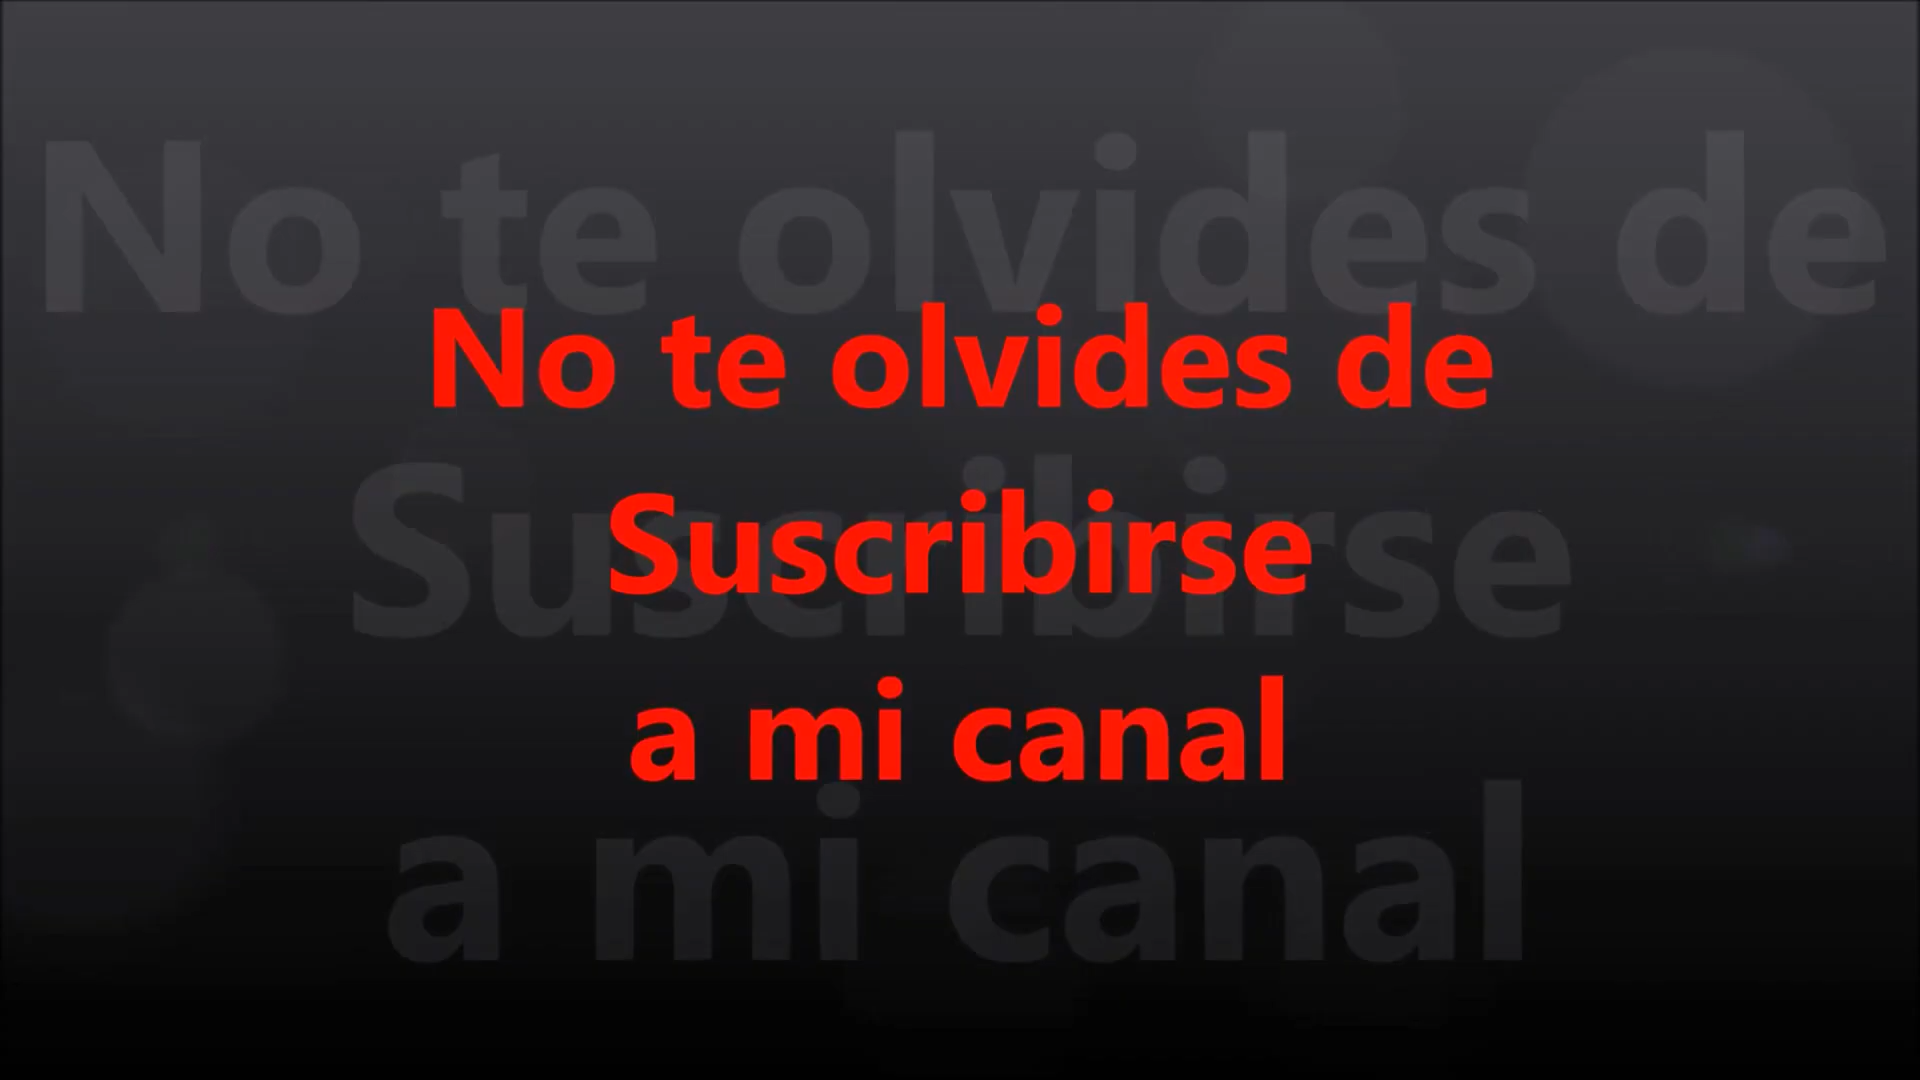 No te olvides de
No te olvides de
Suscribirse
Suscribirse
a mi canal
a mi canal